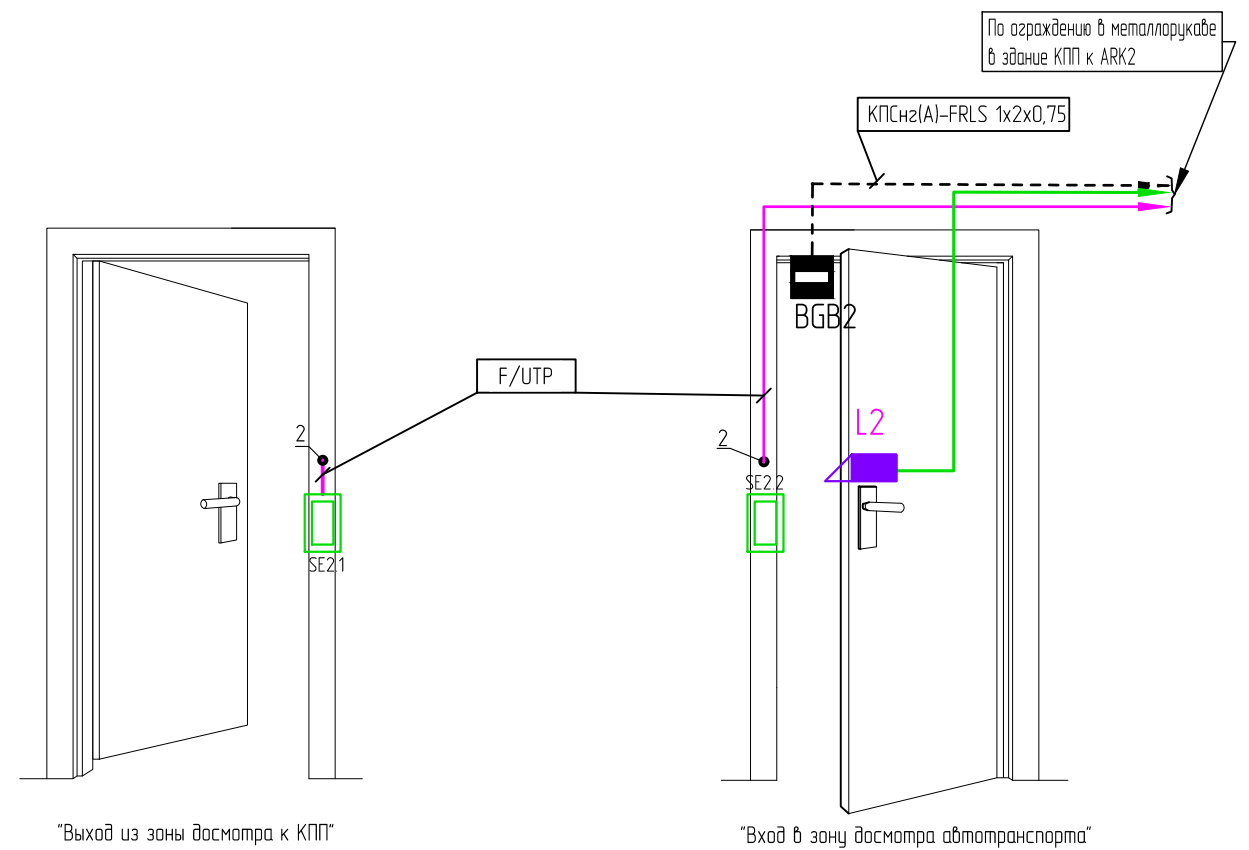 По ограждению в металлорукаве
в здание КПП к ARK2
КПСнг(А)-FRLS 1x2x0,75
BGB2
F/UTP
L2
2
2
SE2.2
SE2.1
"Выход из зоны досмотра к КПП"
"Вход в зону досмотра автотранспорта"